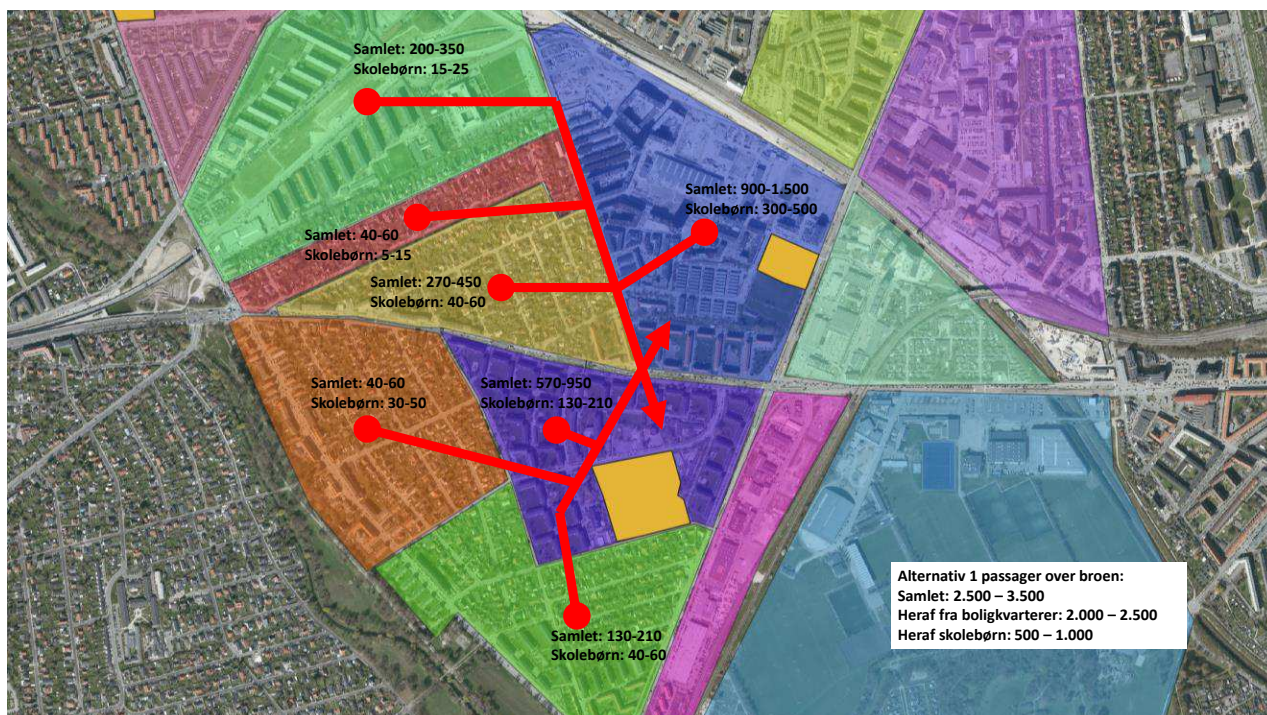 Samlet: 200-350
Skolebørn: 15-25
Samlet: 900-1.500
Skolebørn: 300-500
Samlet: 40-60
Skolebørn: 5-15
Samlet: 270-450
Skolebørn: 40-60
Samlet: 40-60
Skolebørn: 30-50
Samlet: 570-950
Skolebørn: 130-210
Samlet: 130-210
Skolebørn: 40-60
Alternativ 1 passager over broen:
Samlet: 2.500 – 3.500
Heraf fra boligkvarterer: 2.000 – 2.500
Heraf skolebørn: 500 – 1.000